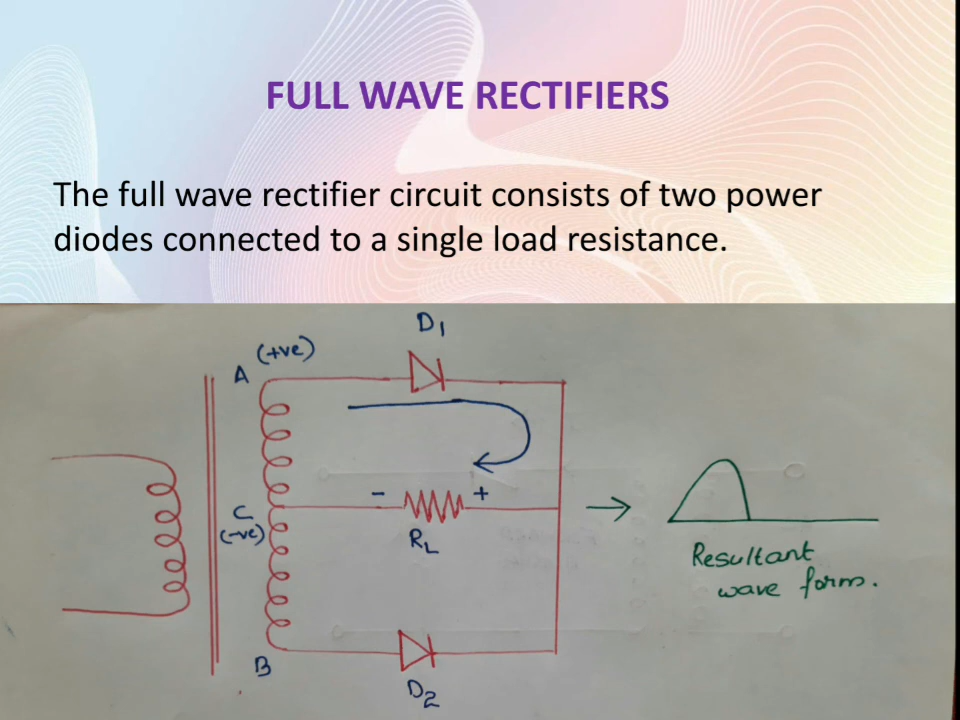 FULL WAVE RECTIFIERS
The full wave rectifier circuit consists of two power
diodes connected to a single load resistance.
D1
(+ve)
A
- +
C
(-ve)
RL
Resultant
wave form.
B
D2